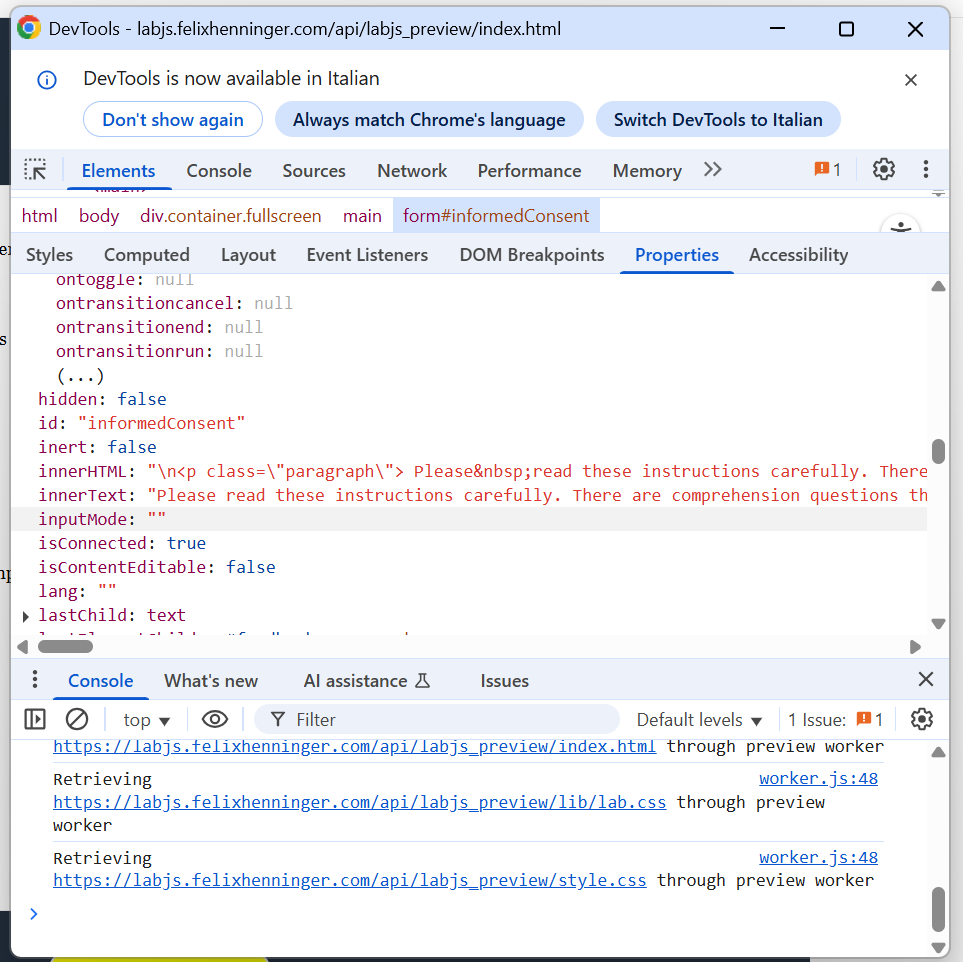 DevTools - labjs.felixhenninger.com/api/labjs_preview/index.html
DevTools is now available in Italian
Don't show again Always match Chrome's language Switch DevTools to Italian
Elements Console Sources Network Performance Memory 1
html body div.container.fullscreen main form#informedConsent
Styles Computed Layout Event Listeners DOM Breakpoints Properties Accessibility
ontoggle: null
ontransitioncancel: null
ontransitionend: null
ontransitionrun: null
(...)
hidden: false
id: "informedConsent"
inert: false
innerHTML: "\n<p class=\"paragraph\"> Please&nbsp;read these instructions carefully. There
innerText: "Please read these instructions carefully. There are comprehension questions th
inputMode: ""
isConnected: true
isContentEditable: false
lang: ""
lastChild: text
Console What's new AI assistance Issues
top Filter Default levels 1 Issue: 1
https://labjs.felixhenninger.com/api/labjs_preview/index.html through preview worker
Retrieving worker.js:48
https://labjs.felixhenninger.com/api/labjs_preview/lib/lab.css through preview
worker
Retrieving worker.js:48
https://labjs.felixhenninger.com/api/labjs_preview/style.css through preview worker